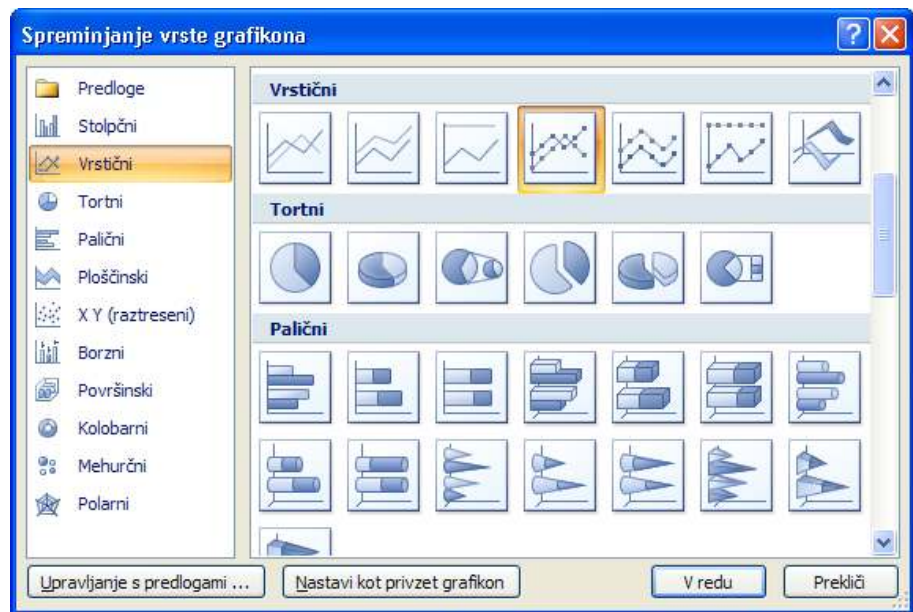 Spreminjanje vrste grafikona
Predloge
Stolpčni
Vrstični
Tortni
Palični
Ploščinski
X Y (raztreseni)
Borzni
Površinski
Kolobarni
Mehurčni
Polarni
Vrstični
Tortni
Palični
Upravljanje s predlogami ...
Nastavi kot privzet grafikon
V redu
Prekliči